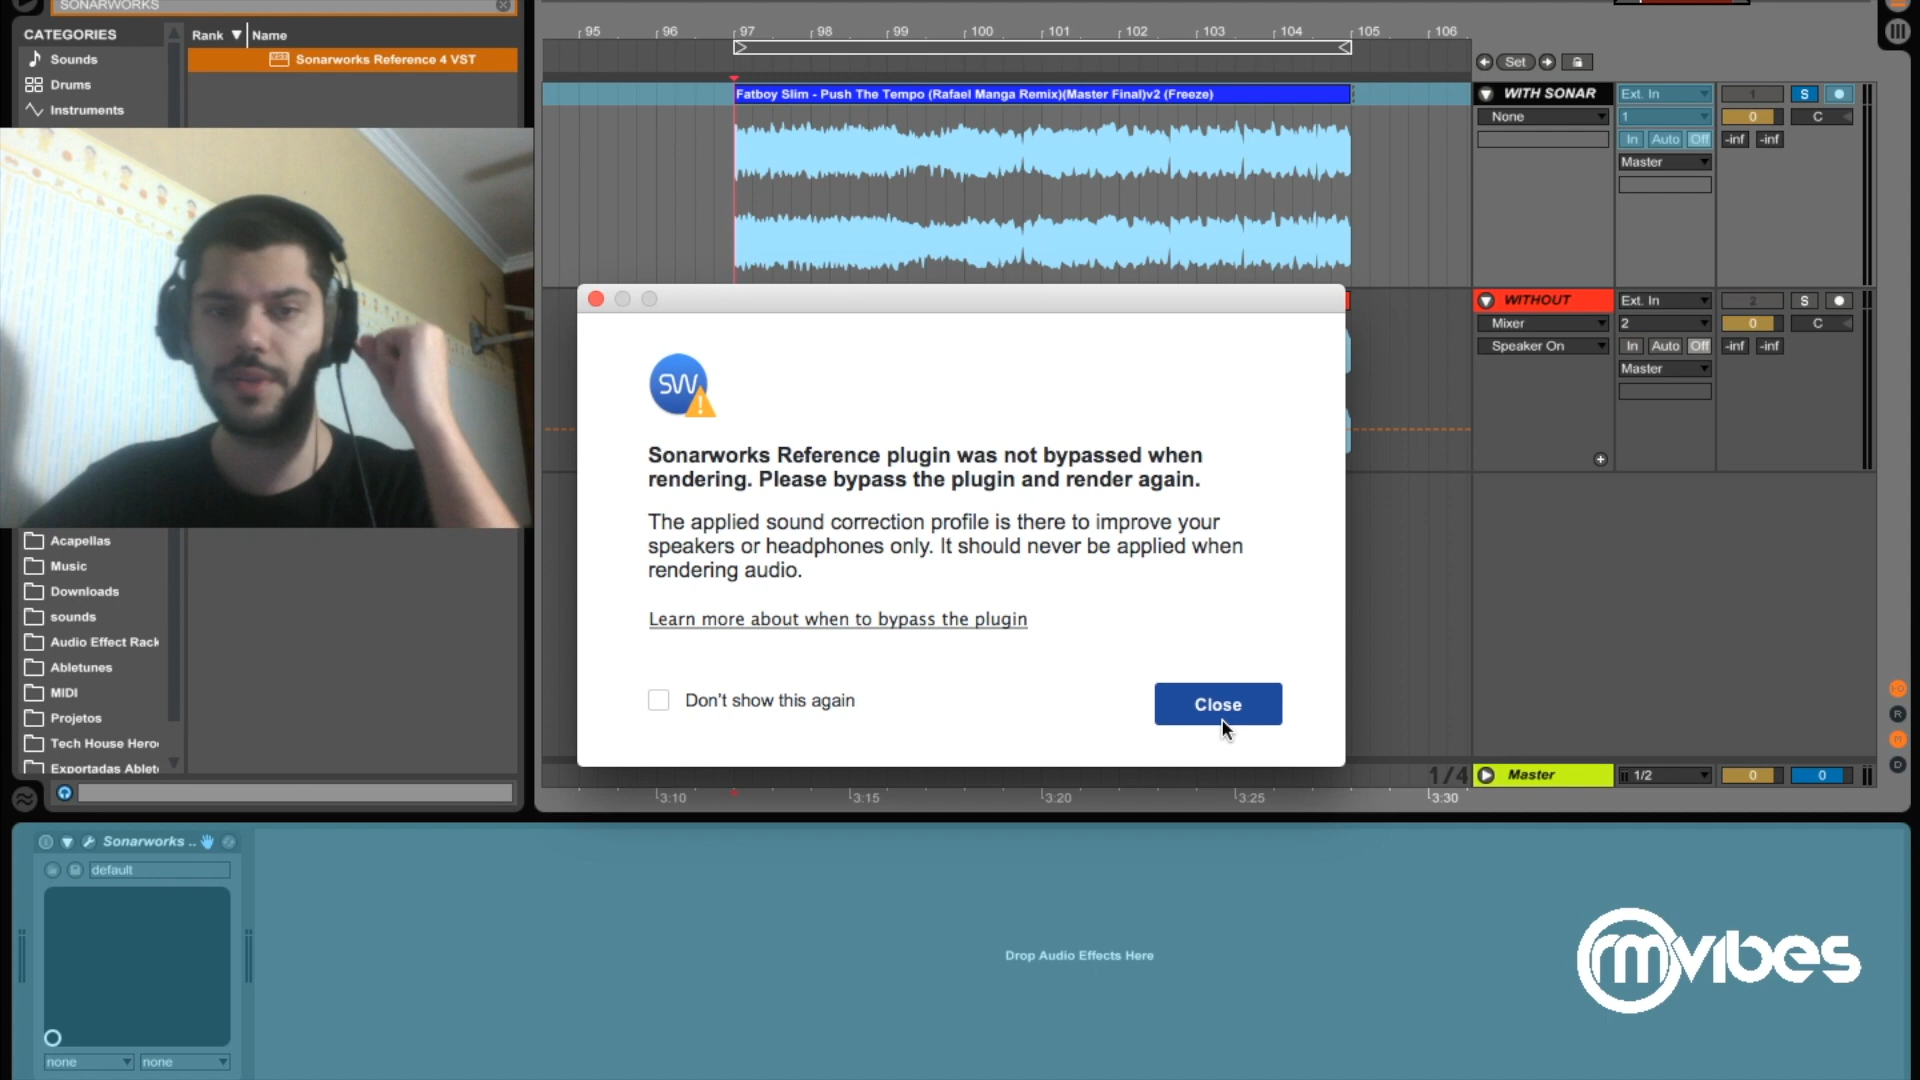 SONARWORKS
CATEGORIES
Sounds
Drums
Instruments
Rank Name
Sonarworks Reference 4 VST
Acapellas
Music
Downloads
sounds
Audio Effect Rack
Abletunes
MIDI
Projetos
Tech House Hero
Exportadas Ablet
95 96 97 98 99 100 101 102 103 104 105 106
Fatboy Slim - Push The Tempo (Rafael Manga Remix)(Master Final)v2 (Freeze)
Set
WITH SONAR Ext. In 1 S
None 1 0 C
In Auto Off -inf -inf
Master
WITHOUT Ext. In 2 S
Mixer 2 0 C
Speaker On In Auto Off -inf -inf
Master
SW
Sonarworks Reference plugin was not bypassed when
rendering. Please bypass the plugin and render again.
The applied sound correction profile is there to improve your
speakers or headphones only. It should never be applied when
rendering audio.
Learn more about when to bypass the plugin
Don't show this again
Close
1/4 Master 1/2 0 0
3:10 3:15 3:20 3:25 3:30
I·O
R
M
D
Sonarworks ..
default
none none
Drop Audio Effects Here
rmvibes